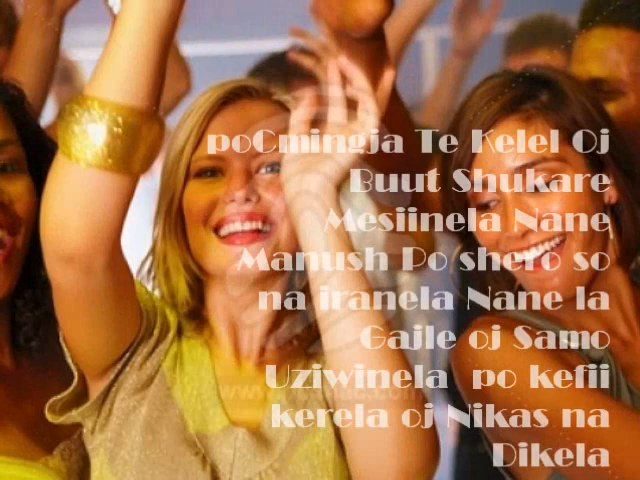 poCmingja Te Kelel Oj
Buut Shukare
Mesiinela Nane
Manush Po shero so
na iranela Nane la
Gajle oj Samo
Uziwinela po kefii
kerela oj Nikas na
Dikela